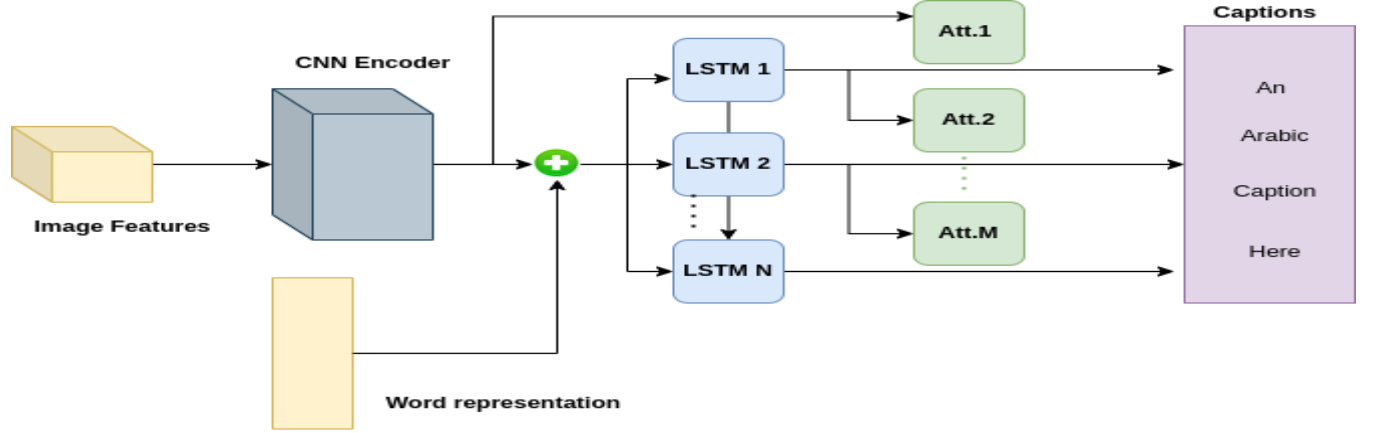 Captions
Att.1
CNN Encoder
LSTM 1
An
Att.2
Arabic
LSTM 2
Caption
Image Features
Att.M
Here
LSTM N
Word representation